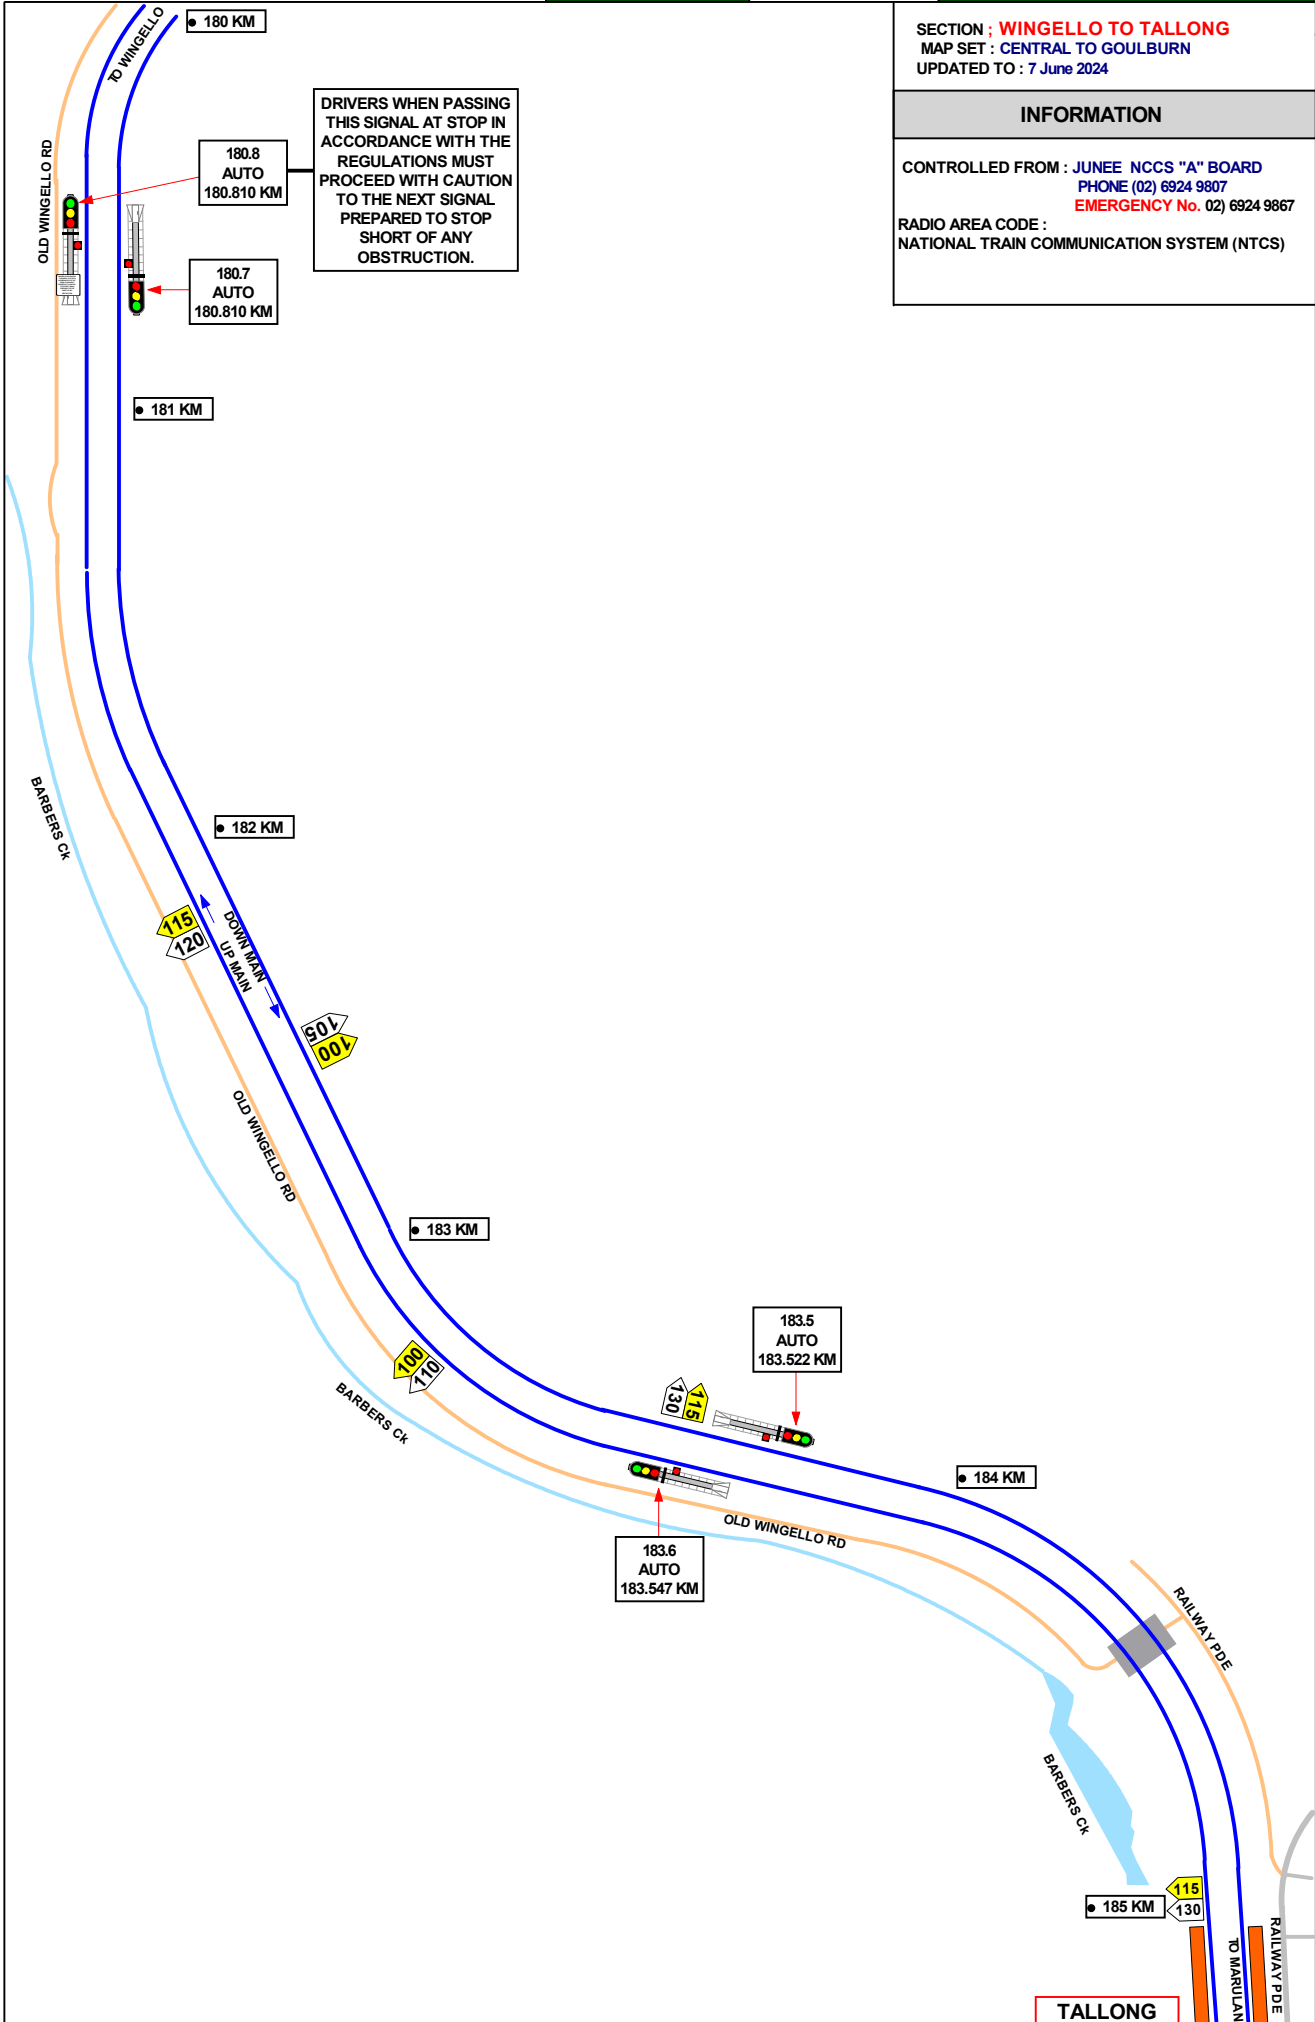 SECTION ; WINGELLO TO TALLONG
MAP SET : CENTRAL TO GOULBURN
UPDATED TO : 7 June 2024
INFORMATION
CONTROLLED FROM : JUNEE NCCS "A" BOARD
PHONE (02) 6924 9807
EMERGENCY No. 02) 6924 9867
RADIO AREA CODE :
NATIONAL TRAIN COMMUNICATION SYSTEM (NTCS)
180 KM
TO WINGELLO
DRIVERS WHEN PASSING
THIS SIGNAL AT STOP IN
ACCORDANCE WITH THE
REGULATIONS MUST
PROCEED WITH CAUTION
TO THE NEXT SIGNAL
PREPARED TO STOP
SHORT OF ANY
OBSTRUCTION.
180.8
AUTO
180.810 KM
OLD WINGELLO RD
180.7
AUTO
180.810 KM
181 KM
BARBERS Ck
182 KM
115
120
DOWN MAIN
UP MAIN
105
100
OLD WINGELLO RD
183 KM
100
110
BARBERS Ck
183.5
AUTO
183.522 KM
130
115
184 KM
OLD WINGELLO RD
183.6
AUTO
183.547 KM
RAILWAY PDE
BARBERS Ck
115
130
185 KM
TO MARULAN
RAILWAY PDE
TALLONG